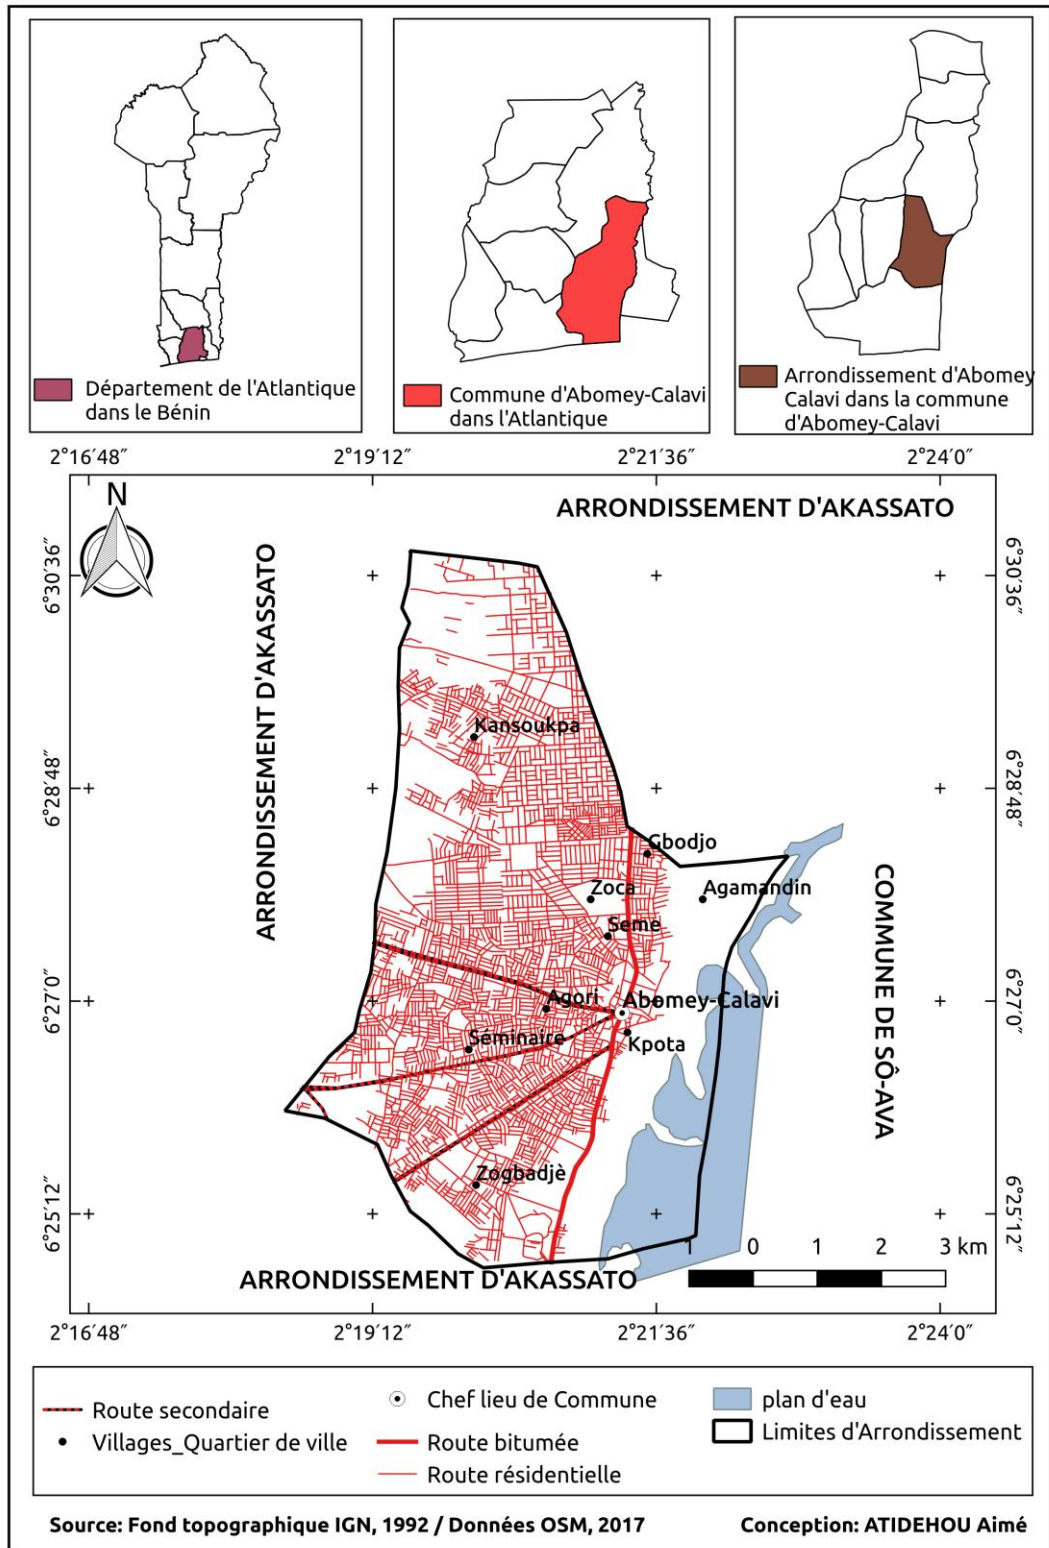 Département de l'Atlantique
dans le Bénin
Commune d'Abomey-Calavi
dans l'Atlantique
Arrondissement d'Abomey
Calavi dans la commune
d'Abomey-Calavi
2°16′48″ 2°19′12″ 2°21′36″ 2°24′0″
N
ARRONDISSEMENT D'AKASSATO
6°30′36″ 6°30′36″
ARRONDISSEMENT D'AKASSATO
Kansoukpa
6°28′48″ 6°28′48″
Gbodjo
Zoca
Agamandin
Seme
COMMUNE DE SÔ-AVA
6°27′0″ 6°27′0″
Agori
Abomey-Calavi
Séminaire
Kpota
Zogbadjè
6°25′12″ 6°25′12″
1 0 1 2 3 km
ARRONDISSEMENT D'AKASSATO
2°16′48″ 2°19′12″ 2°21′36″ 2°24′0″
Route secondaire
Villages_Quartier de ville
Chef lieu de Commune
Route bitumée
Route résidentielle
plan d'eau
Limites d'Arrondissement
Source: Fond topographique IGN, 1992 / Données OSM, 2017
Conception: ATIDEHOU Aimé